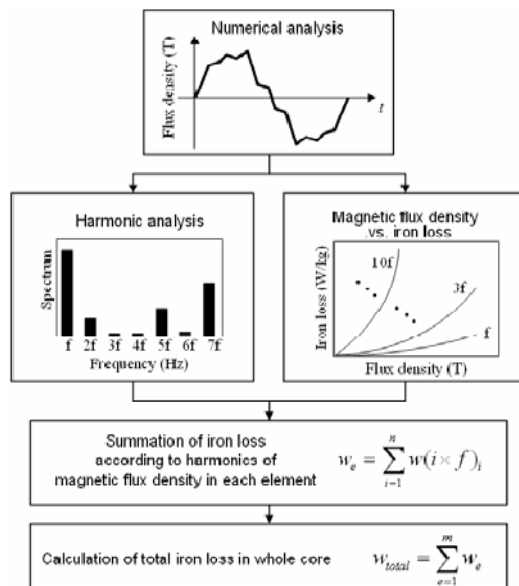 Numerical analysis
Flux density (T)
t
Harmonic analysis
Spectrum
f 2f 3f 4f 5f 6f 7f
Frequency (Hz)
Magnetic flux density
.vs. iron loss
Iron loss (W/kg)
10f
3f
f
Flux density (T)
Summation of iron loss
according to harmonics of
magnetic flux density in each element
w_e = \sum_{i=1}^{n} w(i × f)_i
Calculation of total iron loss in whole core
w_{total} = \sum_{e=1}^{m} w_e